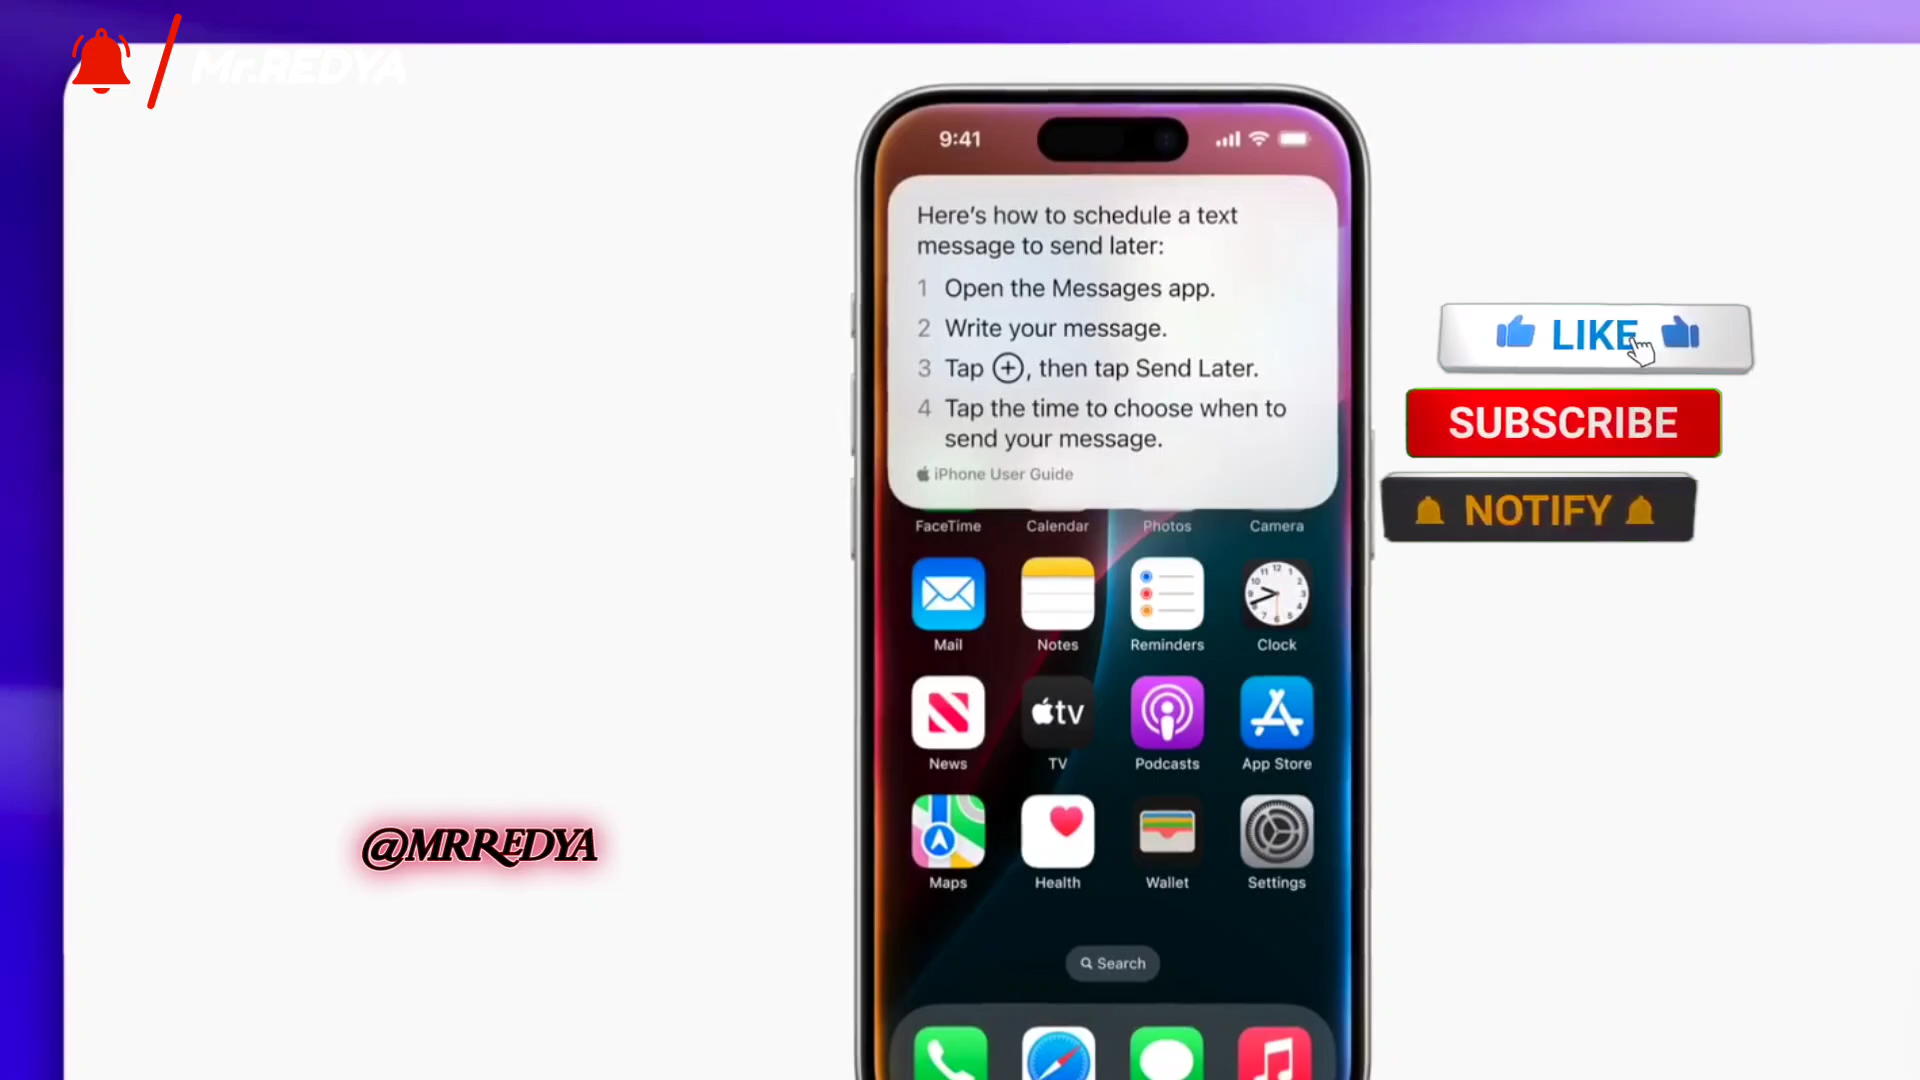 Mr.REDYA
9:41
Here’s how to schedule a text
message to send later:
1 Open the Messages app.
2 Write your message.
3 Tap ⊕, then tap Send Later.
4 Tap the time to choose when to
send your message.
iPhone User Guide
FaceTime Calendar Photos Camera
Mail Notes Reminders Clock
News TV Podcasts App Store
tv
Maps Health Wallet Settings
Search
LIKE
SUBSCRIBE
NOTIFY
@MRREDYA